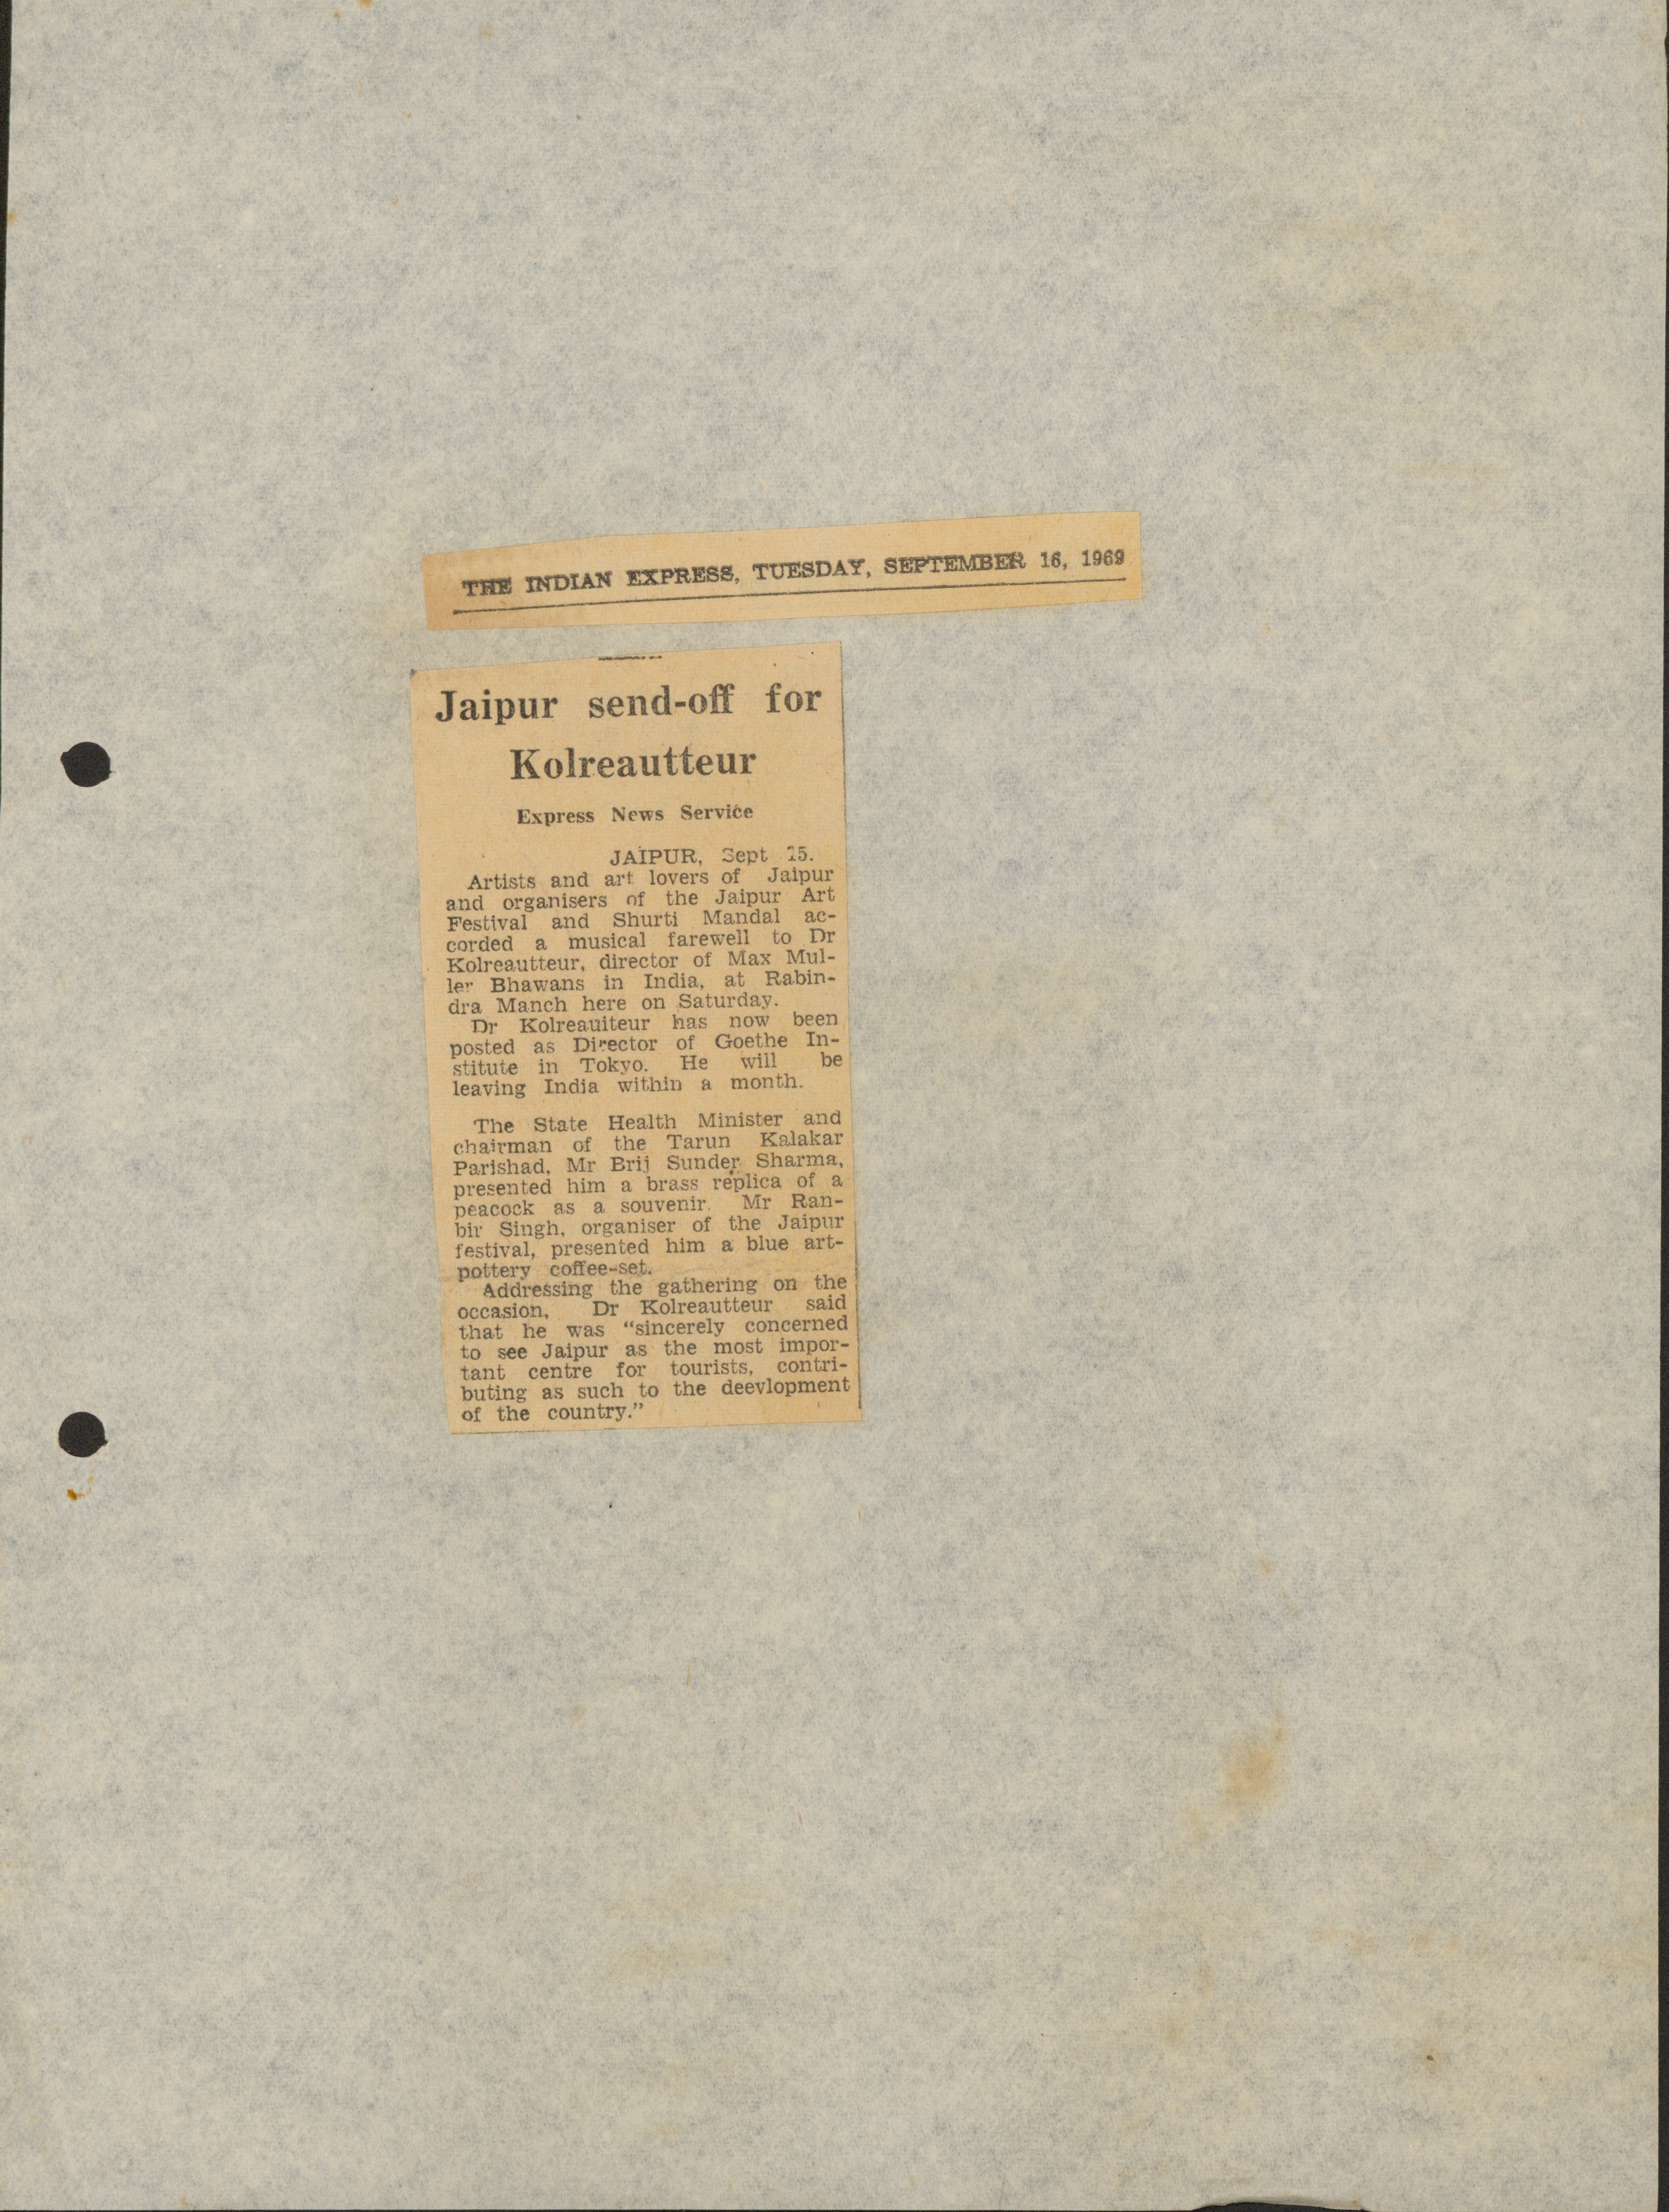 THE INDIAN EXPRESS, TUESDAY, SEPTEMBER 16, 1969
Jaipur send-off for
Kolreautteur
Express News Service
JAIPUR, Sept 15.
Artists and art lovers of Jaipur
and organisers of the Jaipur Art
Festival and Shurti Mandal ac-
corded a musical farewell to Dr
Kolreautteur, director of Max Mul-
ler Bhawans in India, at Rabin-
dra Manch here on Saturday.
Dr Kolreauiteur has now been
posted as Director of Goethe In-
stitute in Tokyo. He will be
leaving India within a month.
The State Health Minister and
chairman of the Tarun Kalakar
Parishad, Mr Brij Sunder Sharma,
presented him a brass replica of a
peacock as a souvenir. Mr Ran-
bir Singh, organiser of the Jaipur
festival, presented him a blue art-
pottery coffee-set.
Addressing the gathering on the
occasion, Dr Kolreautteur said
that he was “sincerely concerned
to see Jaipur as the most impor-
tant centre for tourists, contri-
buting as such to the deevlopment
of the country.”